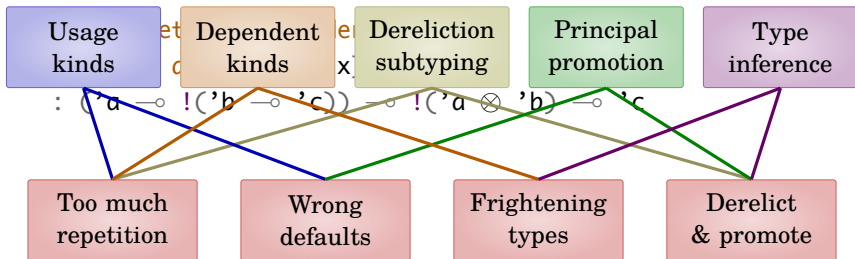 Usage
kinds
Dependent
kinds
Dereliction
subtyping
Principal
promotion
Type
inference
: ('a ⊸ !('b ⊸ 'c)) ⊸ !('a ⊗ 'b) ⊸ 'c
Too much
repetition
Wrong
defaults
Frightening
types
Derelict
& promote